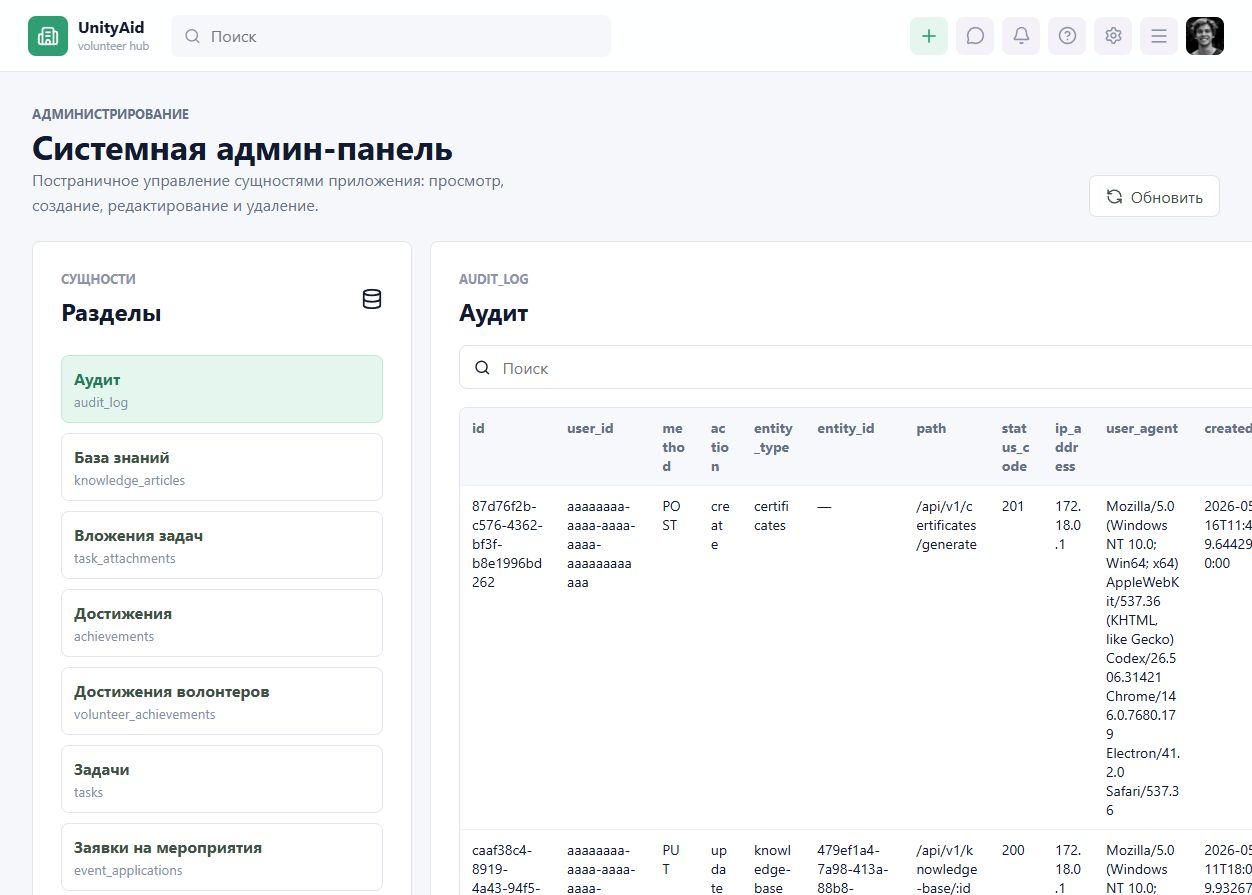 UnityAid
volunteer hub
Поиск
АДМИНИСТРИРОВАНИЕ
Системная админ-панель
Постраничное управление сущностями приложения: просмотр,
создание, редактирование и удаление.
Обновить
СУЩНОСТИ
Разделы
Аудит
audit_log
База знаний
knowledge_articles
Вложения задач
task_attachments
Достижения
achievements
Достижения волонтеров
volunteer_achievements
Задачи
tasks
Заявки на мероприятия
event_applications
AUDIT_LOG
Аудит
Поиск
id
user_id
me
tho
d
ac
tio
n
entity
_type
entity_id
path
stat
us_c
ode
ip_a
ddr
ess
user_agent
created
87d76f2b-
c576-4362-
bf3f-
b8e1996bd
262
aaaaaaaa-
aaaa-aaaa-
aaaa-
aaaaaaaaa
aaa
PO
ST
cre
at
e
certifi
cates
—
/api/v1/c
ertificates
/generate
201
172.
18.0
.1
Mozilla/5.0
(Windows
NT 10.0;
Win64; x64)
AppleWebK
it/537.36
(KHTML,
like Gecko)
Codex/26.5
06.31421
Chrome/14
6.0.7680.17
9
Electron/41.
2.0
Safari/537.3
6
2026-05
16T11:4
9.64429
0:00
caaf38c4-
8919-
4a43-94f5-
aaaaaaaa-
aaaa-aaaa-
aaaa-
PU
T
up
da
te
knowl
edge-
base
479ef1a4-
7a98-413a-
88b8-
/api/v1/k
nowledge
-base/:id
200
172.
18.0
.1
Mozilla/5.0
(Windows
NT 10.0;
2026-05
11T18:0
9.93267